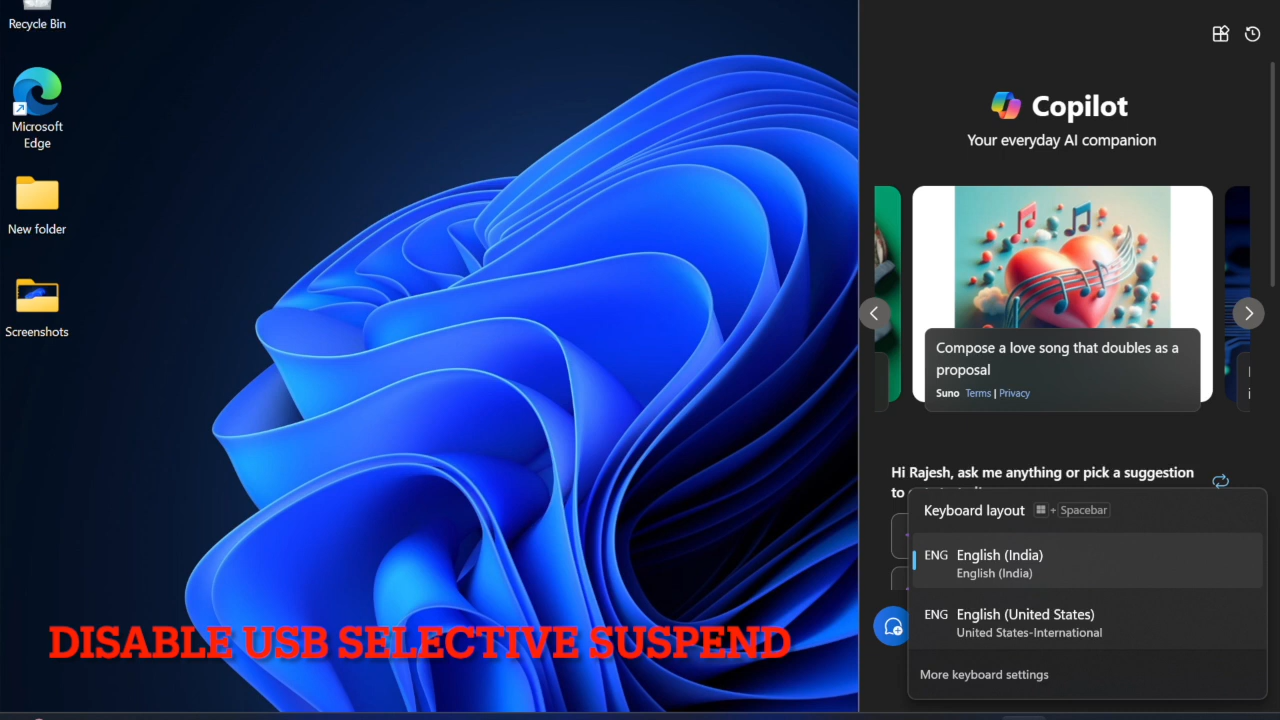 Recycle Bin
Microsoft
Edge
New folder
Screenshots
DISABLE USB SELECTIVE SUSPEND
Copilot
Your everyday AI companion
Compose a love song that doubles as a
proposal
Suno Terms | Privacy
Hi Rajesh, ask me anything or pick a suggestion
to
Keyboard layout + Spacebar
ENG English (India)
English (India)
ENG English (United States)
United States-International
More keyboard settings